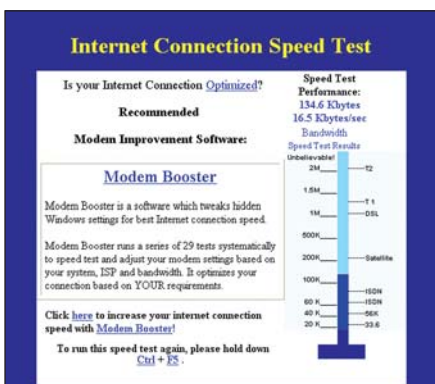 Internet Connection Speed Test
Is your Internet Connection Optimized?
Recommended
Modem Improvement Software:
Modem Booster
Modem Booster is a software which tweaks hidden
Windows settings for best Internet connection speed.
Modem Booster runs a series of 29 tests systematically
to speed test and adjust your modem settings based on
your system, ISP and bandwidth. It optimizes your
connection based on YOUR requirements.
Click here to increase your internet connection
speed with Modem Booster!
To run this speed test again, please hold down
Ctrl + F5 .
Speed Test
Performance:
134.6 Kbytes
16.5 Kbytes/sec
Bandwidth
Speed Test Results
Unbelievable!
2M
T2
1.5M
T 1
1M
DSL
500K
200K
Satellite
100K
ISDN
60 K
ISDN
40 K
56K
20 K
33.6